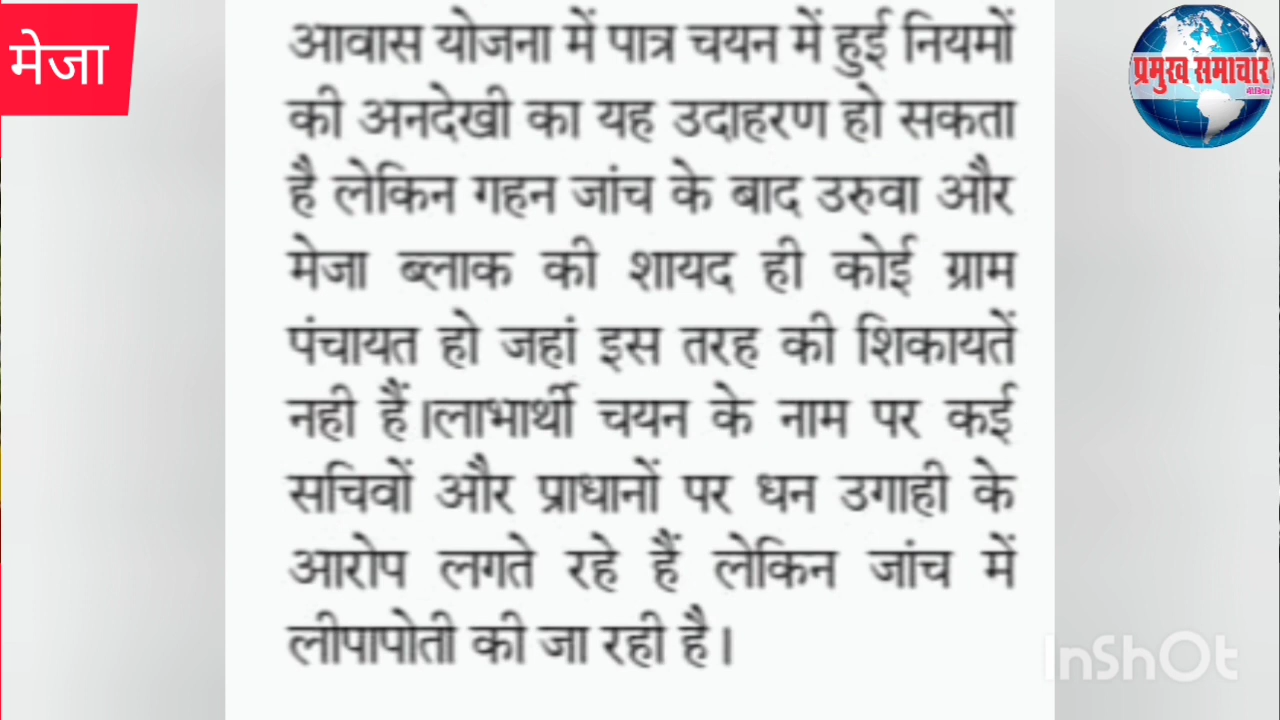 मेजा
प्रमुख समाचार
मीडिया
आवास योजना में पात्र चयन में हुई नियमों
की अनदेखी का यह उदाहरण हो सकता
है लेकिन गहन जांच के बाद उरुवा और
मेजा ब्लाक की शायद ही कोई ग्राम
पंचायत हो जहां इस तरह की शिकायतें
नही हैं।लाभार्थी चयन के नाम पर कई
सचिवों और प्राधानों पर धन उगाही के
आरोप लगते रहे हैं लेकिन जांच में
लीपापोती की जा रही है।
InShOt